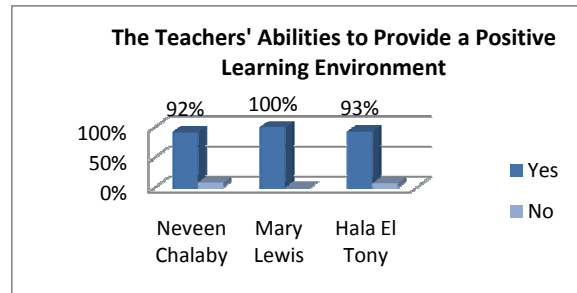 The Teachers' Abilities to Provide a Positive
Learning Environment
92%
100%
93%
100%
50%
0%
Neveen
Chalaby
Mary
Lewis
Hala El
Tony
Yes
No